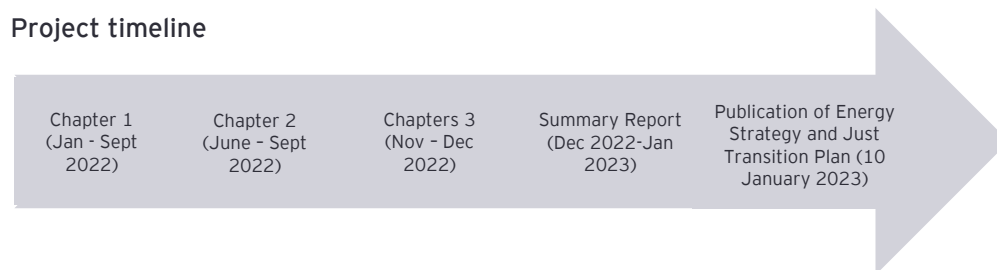 Project timeline
Chapter 1
(Jan - Sept
2022)
Chapter 2
(June – Sept
2022)
Chapters 3
(Nov – Dec
2022)
Summary Report
(Dec 2022-Jan
2023)
Publication of Energy
Strategy and Just
Transition Plan (10
January 2023)